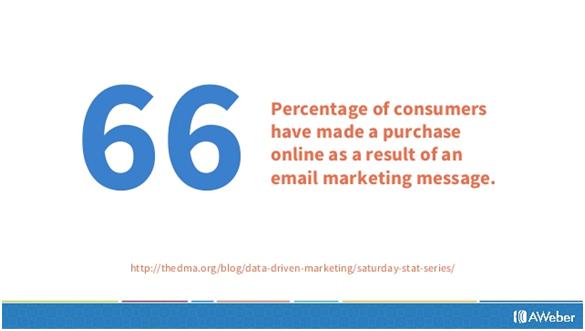 66
Percentage of consumers
have made a purchase
online as a result of an
email marketing message.
http://thedma.org/blog/data-driven-marketing/saturday-stat-series/
AWeber